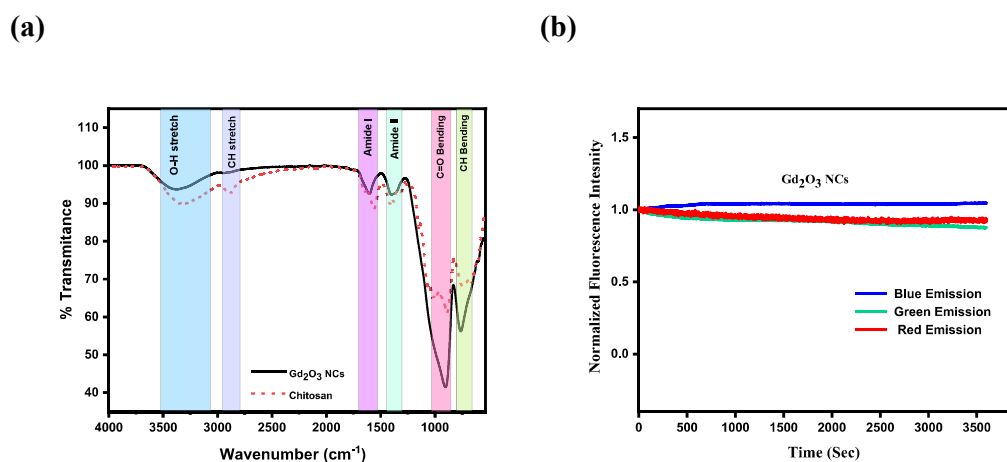 (a)
(b)
% Transmitance
110
100
90
80
70
60
50
40
O-H stretch
CH stretch
Amide I
Amide II
C=O Bending
CH Bending
Gd₂O₃ NCs
Chitosan
4000
3500
3000
2500
2000
1500
1000
Wavenumber (cm⁻¹)
Normalized Fluorescence Intesnity
1.5
1.0
0.5
0.0
Gd₂O₃ NCs
Blue Emission
Green Emission
Red Emission
0
500
1000
1500
2000
2500
3000
3500
Time (Sec)